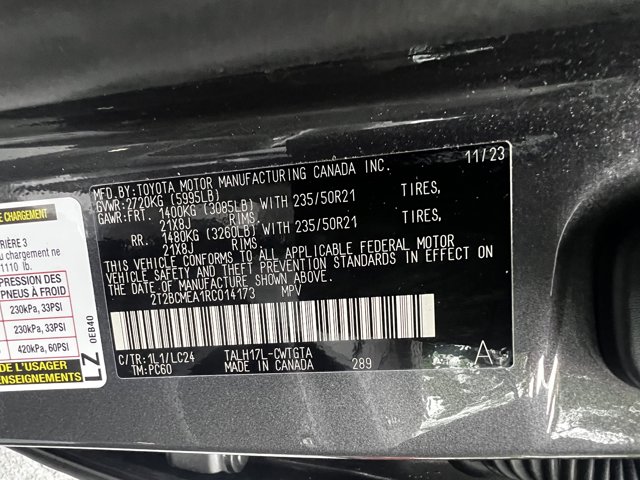 MFD.BY:TOYOTA MOTOR MANUFACTURING CANADA INC. 11/23
GVWR:2720KG (5995LB)
GAWR:FRT. 1400KG (3085LB) WITH 235/50R21 TIRES,
21X8J RIMS,
RR. 1480KG (3260LB) WITH 235/50R21 TIRES,
21X8J RIMS.
THIS VEHICLE CONFORMS TO ALL APPLICABLE FEDERAL MOTOR
VEHICLE SAFETY AND THEFT PREVENTION STANDARDS IN EFFECT ON
THE DATE OF MANUFACTURE SHOWN ABOVE.
2T2BCMEA1RC014173 MPV
C/TR:1L1/LC24 TALH17L-CWTGTA A
TM:PC60 MADE IN CANADA 289
CHARGEMENT
RIÈRE 3
u chargement ne
1110 lb.
PRESSION DES
PNEUS À FROID
230kPa, 33PSI
230kPa, 33PSI
420kPa, 60PSI
DE L'USAGER
ENSEIGNEMENTS
LZ 0EB40